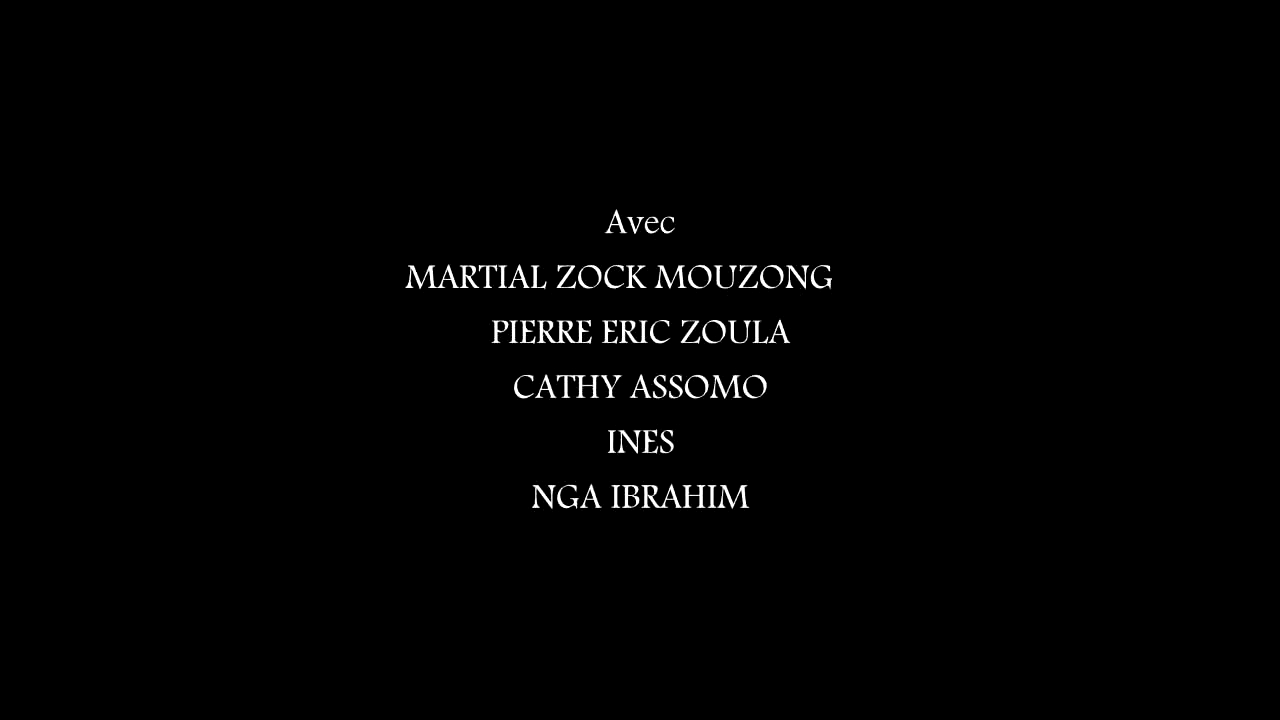 Avec
MARTIAL ZOCK MOUZONG
PIERRE ERIC ZOULA
CATHY ASSOMO
INES
NGA IBRAHIM